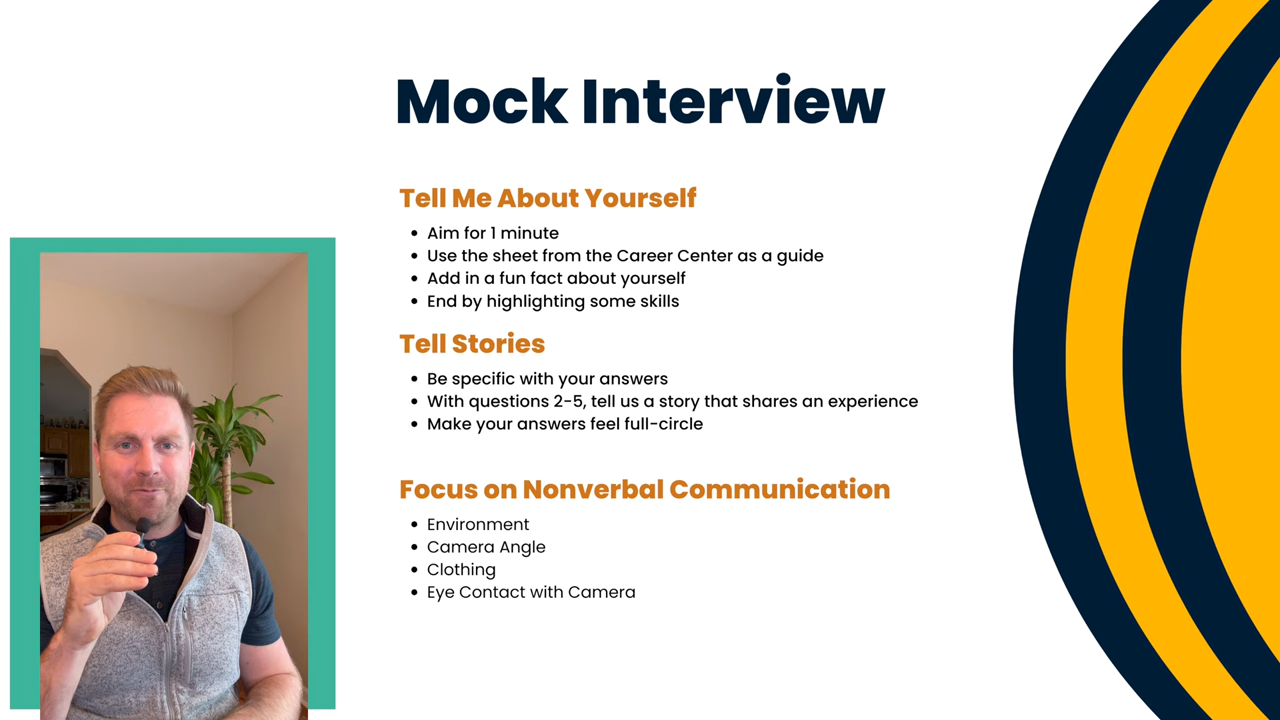 Mock Interview
Tell Me About Yourself
• Aim for 1 minute
• Use the sheet from the Career Center as a guide
• Add in a fun fact about yourself
• End by highlighting some skills
Tell Stories
• Be specific with your answers
• With questions 2-5, tell us a story that shares an experience
• Make your answers feel full-circle
Focus on Nonverbal Communication
• Environment
• Camera Angle
• Clothing
• Eye Contact with Camera